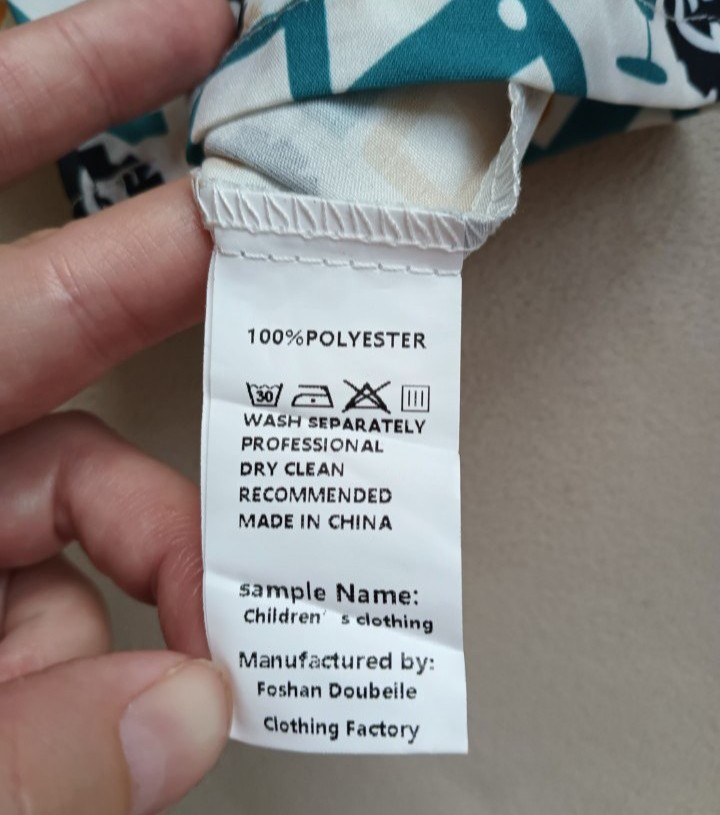 100%POLYESTER
30
WASH SEPARATELY
PROFESSIONAL
DRY CLEAN
RECOMMENDED
MADE IN CHINA
sample Name:
Children' s clothing
Manufactured by:
Foshan Doubeile
Clothing Factory